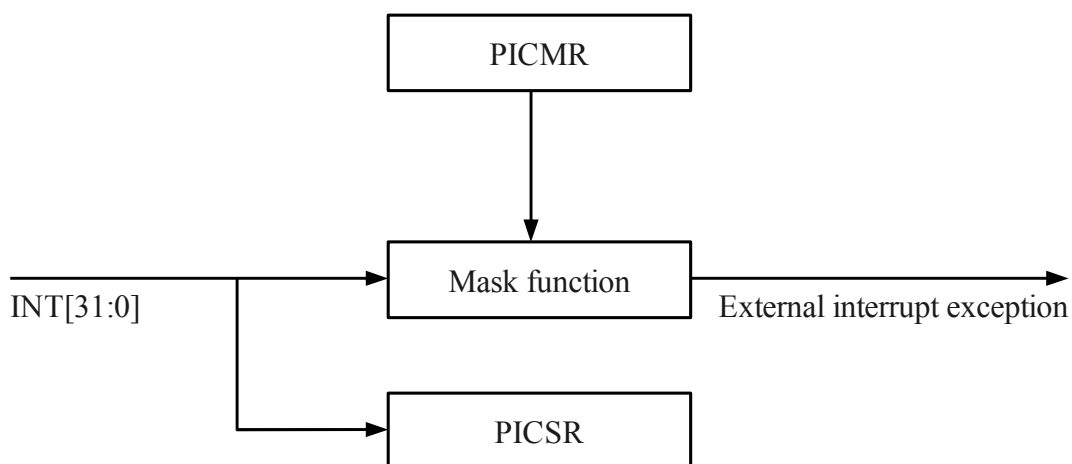 PICMR
Mask function
INT[31:0]
External interrupt exception
PICSR